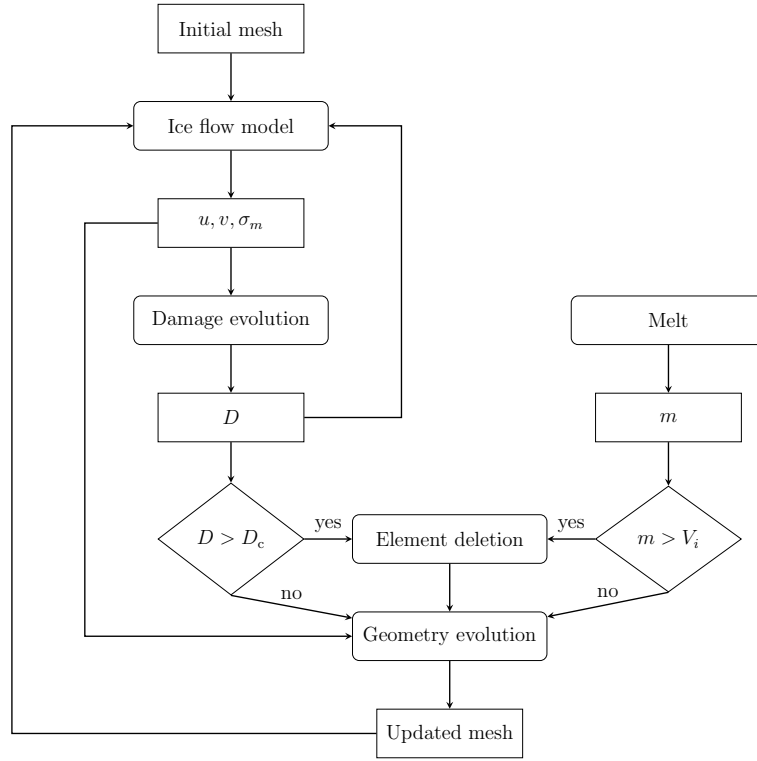 Initial mesh
Ice flow model
u, v, σ_m
Damage evolution
Melt
D
m
D > D_c
yes
Element deletion
yes
m > V_i
no
no
Geometry evolution
Updated mesh